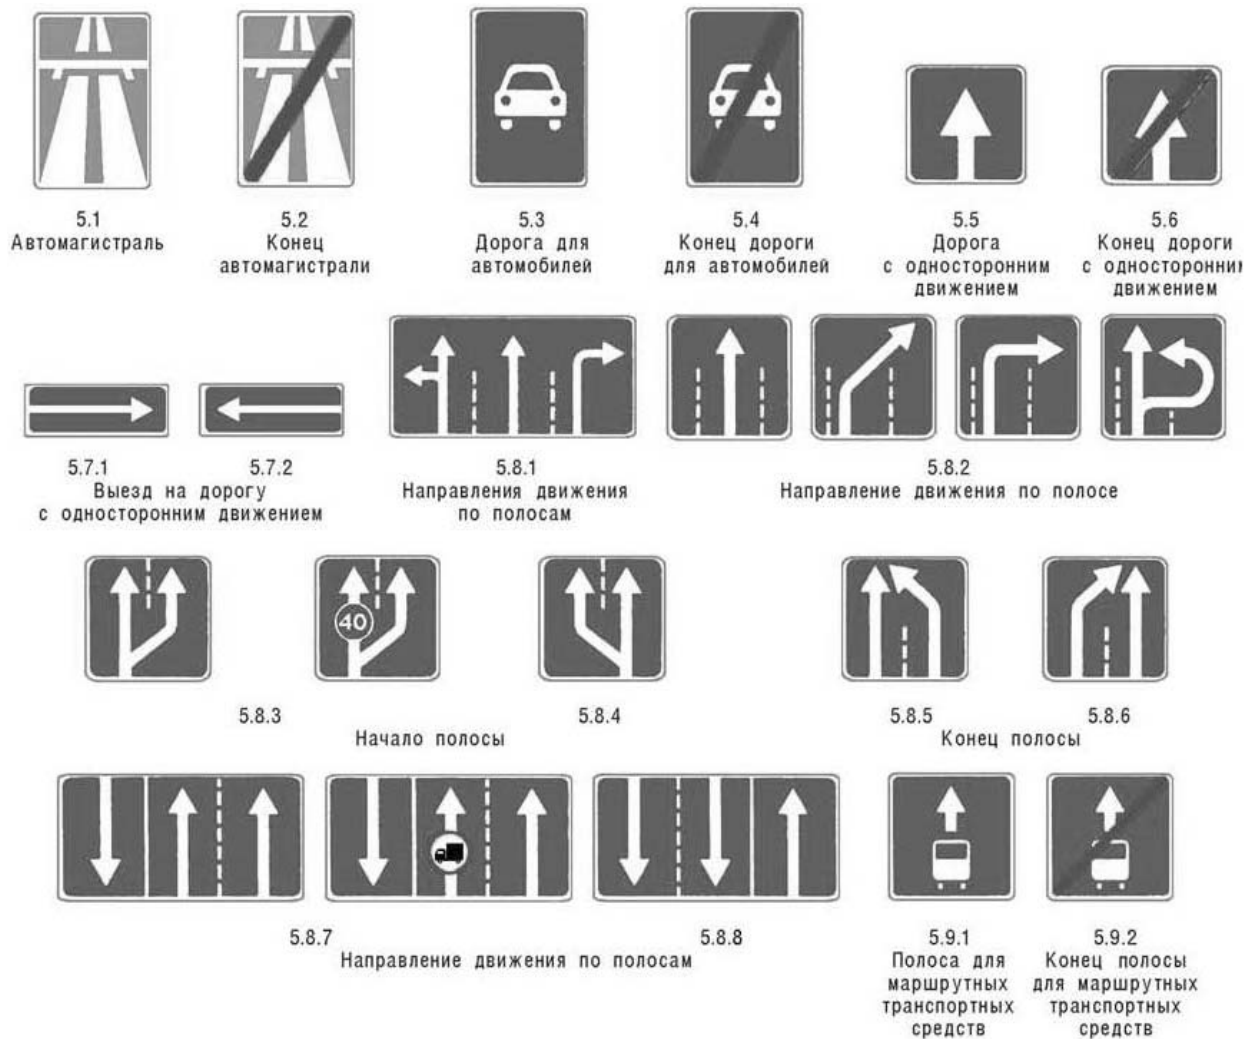 5.1
Автомагистраль
5.2
Конец
автомагистрали
5.3
Дорога для
автомобилей
5.4
Конец дороги
для автомобилей
5.5
Дорога
с односторонним
движением
5.6
Конец дороги
с односторонним
движением
5.7.1
5.7.2
Выезд на дорогу
с односторонним движением
5.8.1
Направления движения
по полосам
5.8.2
Направление движения по полосе
40
5.8.3
5.8.4
Начало полосы
5.8.5
5.8.6
Конец полосы
5.8.7
5.8.8
Направление движения по полосам
5.9.1
Полоса для
маршрутных
транспортных
средств
5.9.2
Конец полосы
для маршрутных
транспортных
средств